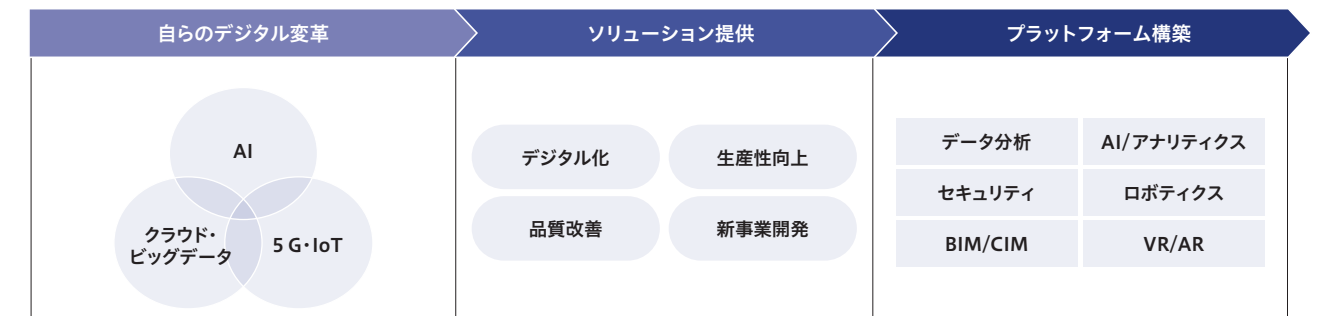 自らのデジタル変革
ソリューション提供
プラットフォーム構築
AI
クラウド・
ビッグデータ
5G・IoT
デジタル化
生産性向上
品質改善
新事業開発
データ分析
AI/アナリティクス
セキュリティ
ロボティクス
BIM/CIM
VR/AR